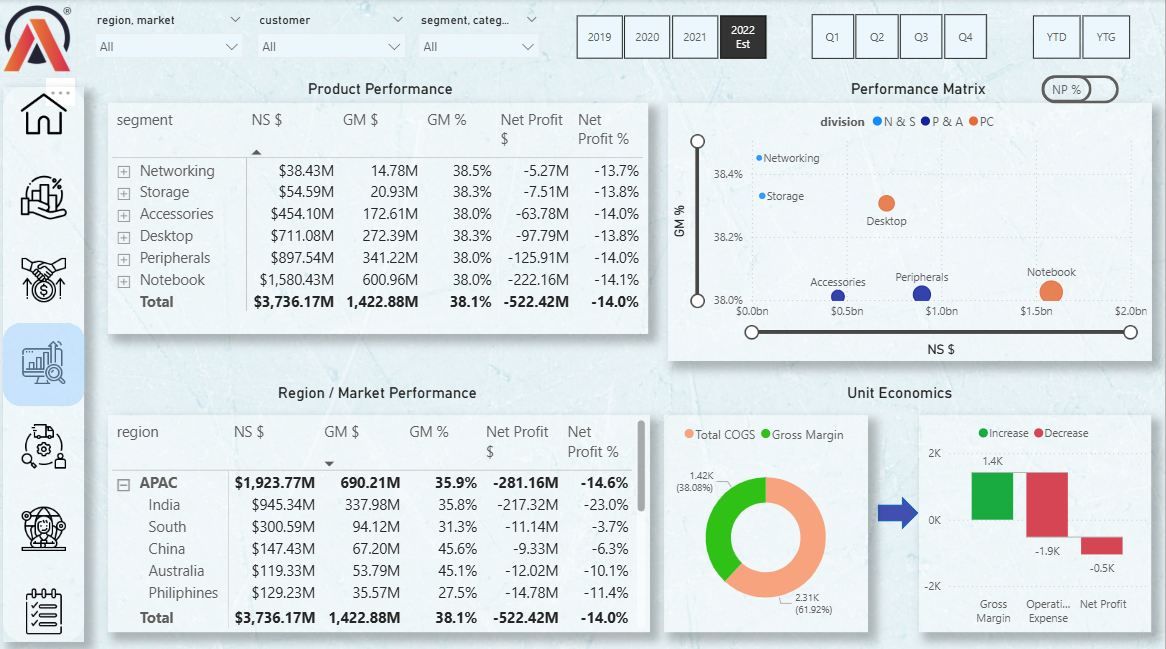 ®
region, market
customer
segment, categ...
All
All
All
2019
2020
2021
2022
Est
Q1
Q2
Q3
Q4
YTD
YTG
Product Performance
segment NS $ GM $ GM % Net Profit $ Net Profit %
Networking $38.43M 14.78M 38.5% -5.27M -13.7%
Storage $54.59M 20.93M 38.3% -7.51M -13.8%
Accessories $454.10M 172.61M 38.0% -63.78M -14.0%
Desktop $711.08M 272.39M 38.3% -97.79M -13.8%
Peripherals $897.54M 341.22M 38.0% -125.91M -14.0%
Notebook $1,580.43M 600.96M 38.0% -222.16M -14.1%
Total $3,736.17M 1,422.88M 38.1% -522.42M -14.0%
Performance Matrix
NP %
division N & S P & A PC
GM %
38.4%
38.2%
38.0%
Networking
Storage
Desktop
Accessories
Peripherals
Notebook
$0.0bn $0.5bn $1.0bn $1.5bn $2.0bn
NS $
Region / Market Performance
region NS $ GM $ GM % Net Profit $ Net Profit %
APAC $1,923.77M 690.21M 35.9% -281.16M -14.6%
India $945.34M 337.98M 35.8% -217.32M -23.0%
South $300.59M 94.12M 31.3% -11.14M -3.7%
China $147.43M 67.20M 45.6% -9.33M -6.3%
Australia $119.33M 53.79M 45.1% -12.02M -10.1%
Philiphines $129.23M 35.57M 27.5% -14.78M -11.4%
Total $3,736.17M 1,422.88M 38.1% -522.42M -14.0%
Unit Economics
Total COGS Gross Margin
1.42K
(38.08%)
2.31K
(61.92%)
Increase Decrease
2K
0K
-2K
1.4K
-1.9K
-0.5K
Gross Margin
Operati... Expense
Net Profit